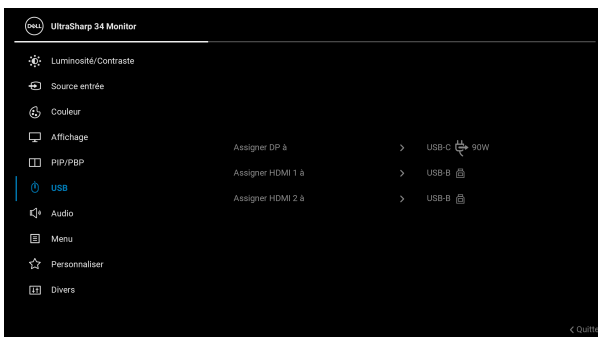 DELL UltraSharp 34 Monitor
Luminosité/Contraste
Source entrée
Couleur
Affichage
Assigner DP à USB-C 90W
PIP/PBP
Assigner HDMI 1 à USB-B
USB
Assigner HDMI 2 à USB-B
Audio
Menu
Personnaliser
Divers
Quitte